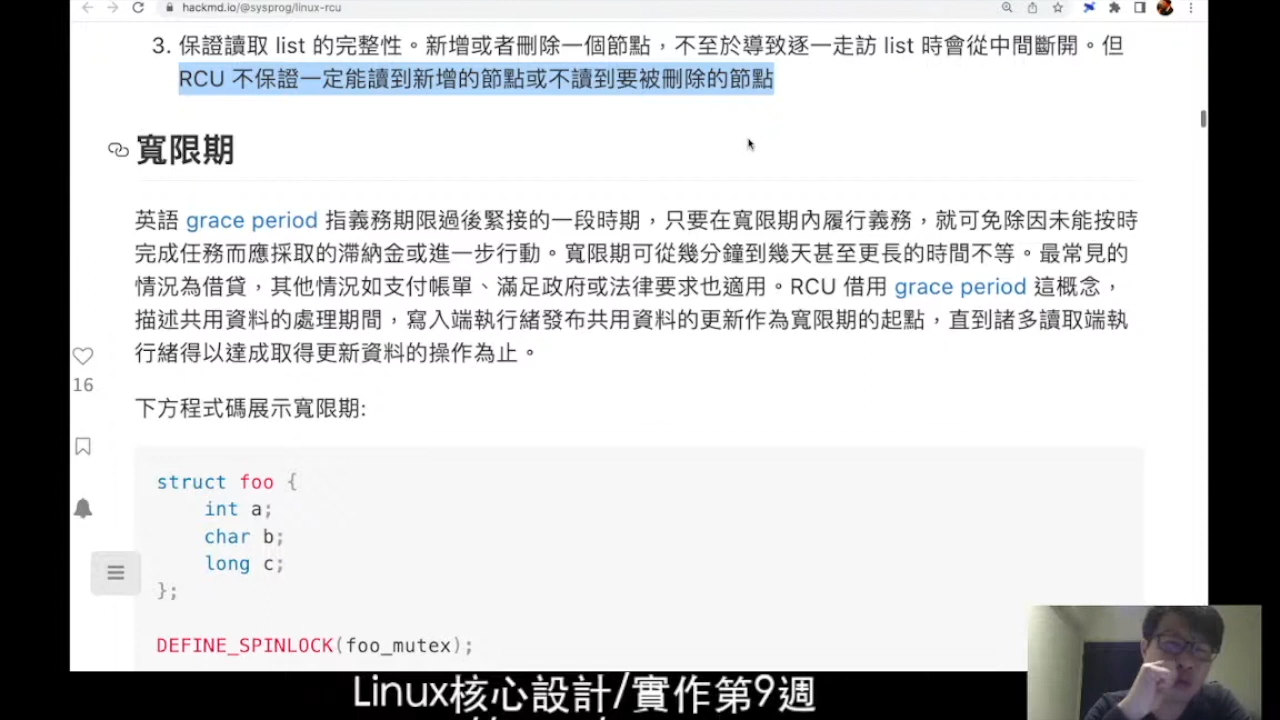 hackmd.io/@sysprog/linux-rcu
3. 保證讀取 list 的完整性。新增或者刪除一個節點，不至於導致逐一走訪 list 時會從中間斷開。但
RCU 不保證一定能讀到新增的節點或不讀到要被刪除的節點
寬限期
英語 grace period 指義務期限過後緊接的一段時期，只要在寬限期內履行義務，就可免除因未能按時
完成任務而應採取的滯納金或進一步行動。寬限期可從幾分鐘到幾天甚至更長的時間不等。最常見的
情況為借貸，其他情況如支付帳單、滿足政府或法律要求也適用。RCU 借用 grace period 這概念，
描述共用資料的處理期間，寫入端執行緒發布共用資料的更新作為寬限期的起點，直到諸多讀取端執
行緒得以達成取得更新資料的操作為止。
16
下方程式碼展示寬限期:
struct foo {
int a;
char b;
long c;
};
DEFINE_SPINLOCK(foo_mutex);
Linux核心設計/實作第9週